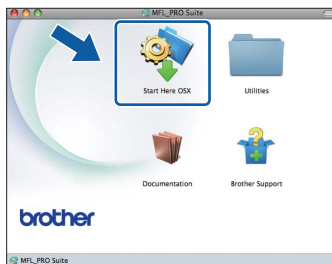 MFL_PRO Suite
Start Here OSX
Utilities
Documentation
Brother Support
brother
MFL_PRO Suite